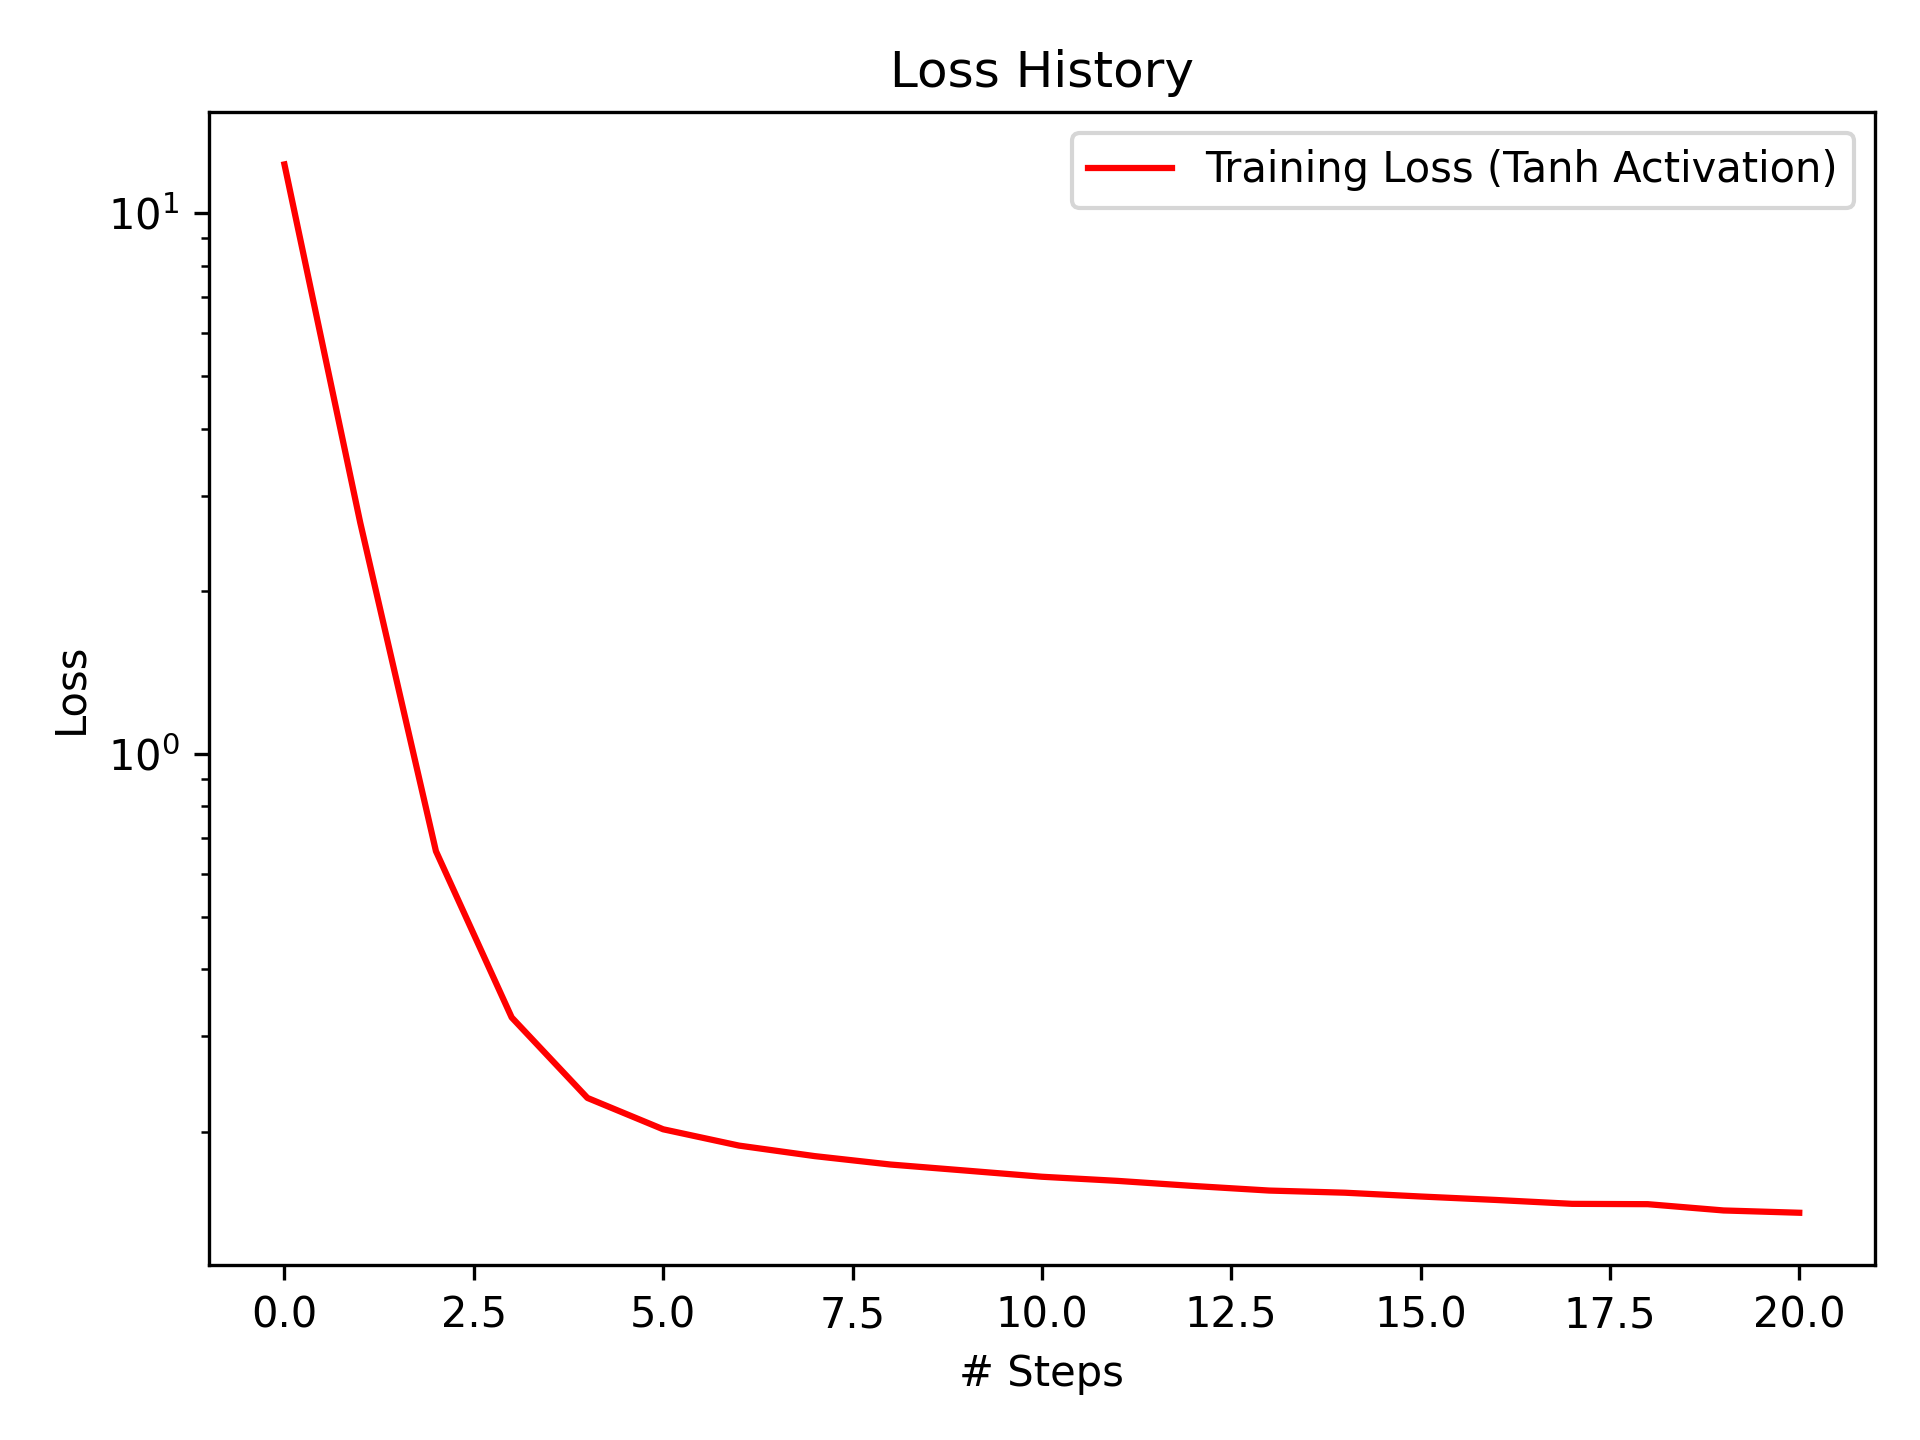 Loss History
Training Loss (Tanh Activation)
10¹
10⁰
Loss
0.0 2.5 5.0 7.5 10.0 12.5 15.0 17.5 20.0
# Steps